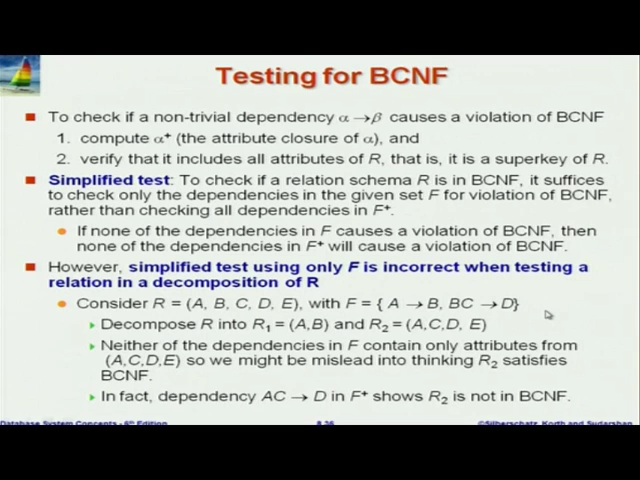 Testing for BCNF
To check if a non-trivial dependency α →β causes a violation of BCNF
1. compute α⁺ (the attribute closure of α), and
2. verify that it includes all attributes of R, that is, it is a superkey of R.
Simplified test: To check if a relation schema R is in BCNF, it suffices
to check only the dependencies in the given set F for violation of BCNF,
rather than checking all dependencies in F⁺.
If none of the dependencies in F causes a violation of BCNF, then
none of the dependencies in F⁺ will cause a violation of BCNF.
However, simplified test using only F is incorrect when testing a
relation in a decomposition of R
Consider R = (A, B, C, D, E), with F = { A → B, BC → D}
Decompose R into R₁ = (A,B) and R₂ = (A,C,D, E)
Neither of the dependencies in F contain only attributes from
(A,C,D,E) so we might be mislead into thinking R₂ satisfies
BCNF.
In fact, dependency AC → D in F⁺ shows R₂ is not in BCNF.
Database System Concepts - 6th Edition
8.36
©Silberschatz, Korth and Sudarshan